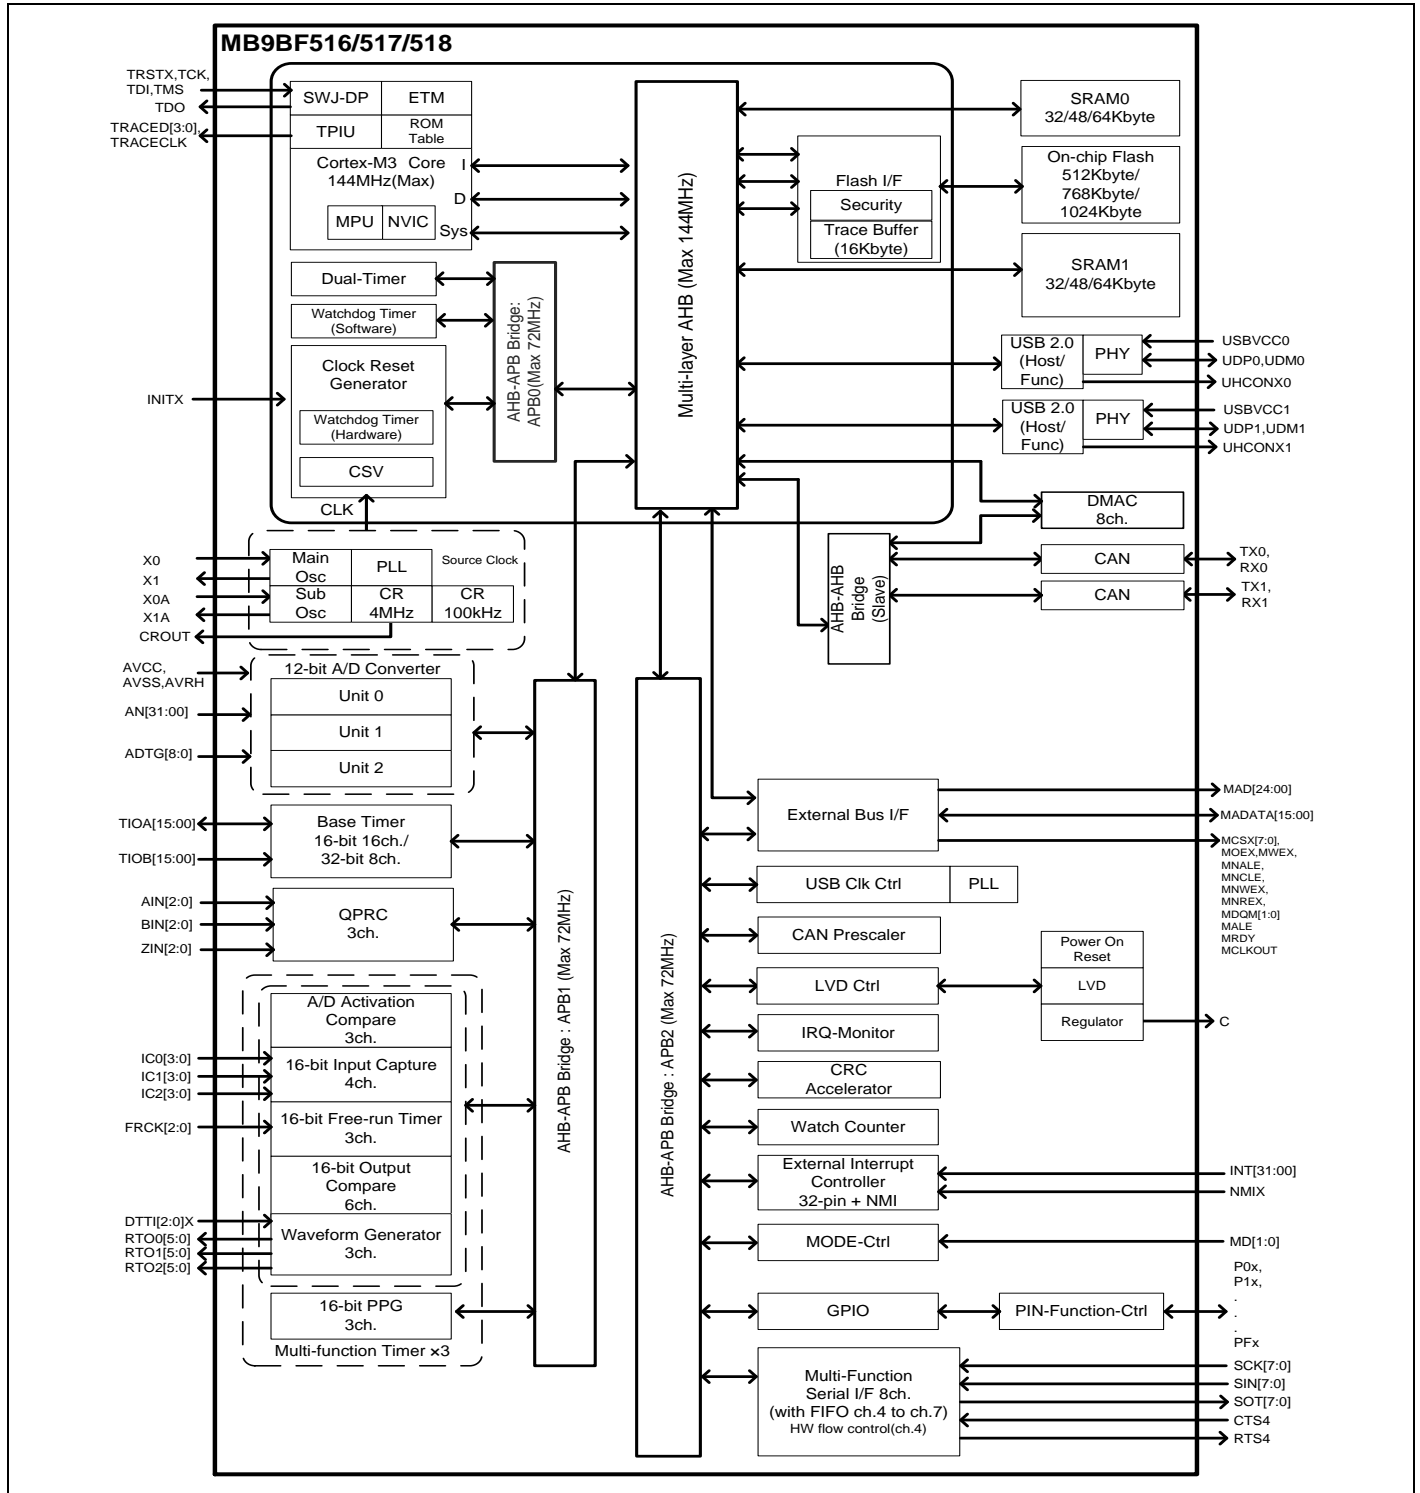 MB9BF516/517/518
TRSTX,TCK,
TDI,TMS
TDO
TRACED[3:0],
TRACECLK
SWJ-DP
ETM
TPIU
ROM
Table
Cortex-M3 Core
144MHz(Max)
I
D
Sys
MPU
NVIC
Dual-Timer
Watchdog Timer
(Software)
Clock Reset
Generator
Watchdog Timer
(Hardware)
CSV
CLK
INITX
AHB-APB Bridge:
APB0(Max 72MHz)
Multi-layer AHB (Max 144MHz)
Flash I/F
Security
Trace Buffer
(16Kbyte)
SRAM0
32/48/64Kbyte
On-chip Flash
512Kbyte/
768Kbyte/
1024Kbyte
SRAM1
32/48/64Kbyte
USB 2.0
(Host/
Func)
PHY
USBVCC0
UDP0,UDM0
UHCONX0
USB 2.0
(Host/
Func)
PHY
USBVCC1
UDP1,UDM1
UHCONX1
DMAC
8ch.
AHB-AHB
Bridge
(Slave)
CAN
TX0,
RX0
CAN
TX1,
RX1
X0
X1
X0A
X1A
CROUT
Main
Osc
PLL
Source Clock
Sub
Osc
CR
4MHz
CR
100kHz
AVCC,
AVSS,AVRH
AN[31:00]
ADTG[8:0]
12-bit A/D Converter
Unit 0
Unit 1
Unit 2
TIOA[15:00]
TIOB[15:00]
Base Timer
16-bit 16ch./
32-bit 8ch.
AIN[2:0]
BIN[2:0]
ZIN[2:0]
QPRC
3ch.
A/D Activation
Compare
3ch.
IC0[3:0]
IC1[3:0]
IC2[3:0]
16-bit Input Capture
4ch.
FRCK[2:0]
16-bit Free-run Timer
3ch.
16-bit Output
Compare
6ch.
DTTI[2:0]X
RTO0[5:0]
RTO1[5:0]
RTO2[5:0]
Waveform Generator
3ch.
16-bit PPG
3ch.
Multi-function Timer ×3
AHB-APB Bridge : APB1 (Max 72MHz)
AHB-APB Bridge : APB2 (Max 72MHz)
External Bus I/F
MAD[24:00]
MADATA[15:00]
MCSX[7:0],
MOEX,MWEX,
MNALE,
MNCLE,
MNWEX,
MNREX,
MDQM[1:0]
MALE
MRDY
MCLKOUT
USB Clk Ctrl
PLL
CAN Prescaler
LVD Ctrl
Power On
Reset
LVD
Regulator
C
IRQ-Monitor
CRC
Accelerator
Watch Counter
External Interrupt
Controller
32-pin + NMI
INT[31:00]
NMIX
MODE-Ctrl
MD[1:0]
GPIO
PIN-Function-Ctrl
P0x,
P1x,
.
.
.
PFx
Multi-Function
Serial I/F 8ch.
(with FIFO ch.4 to ch.7)
HW flow control(ch.4)
SCK[7:0]
SIN[7:0]
SOT[7:0]
CTS4
RTS4